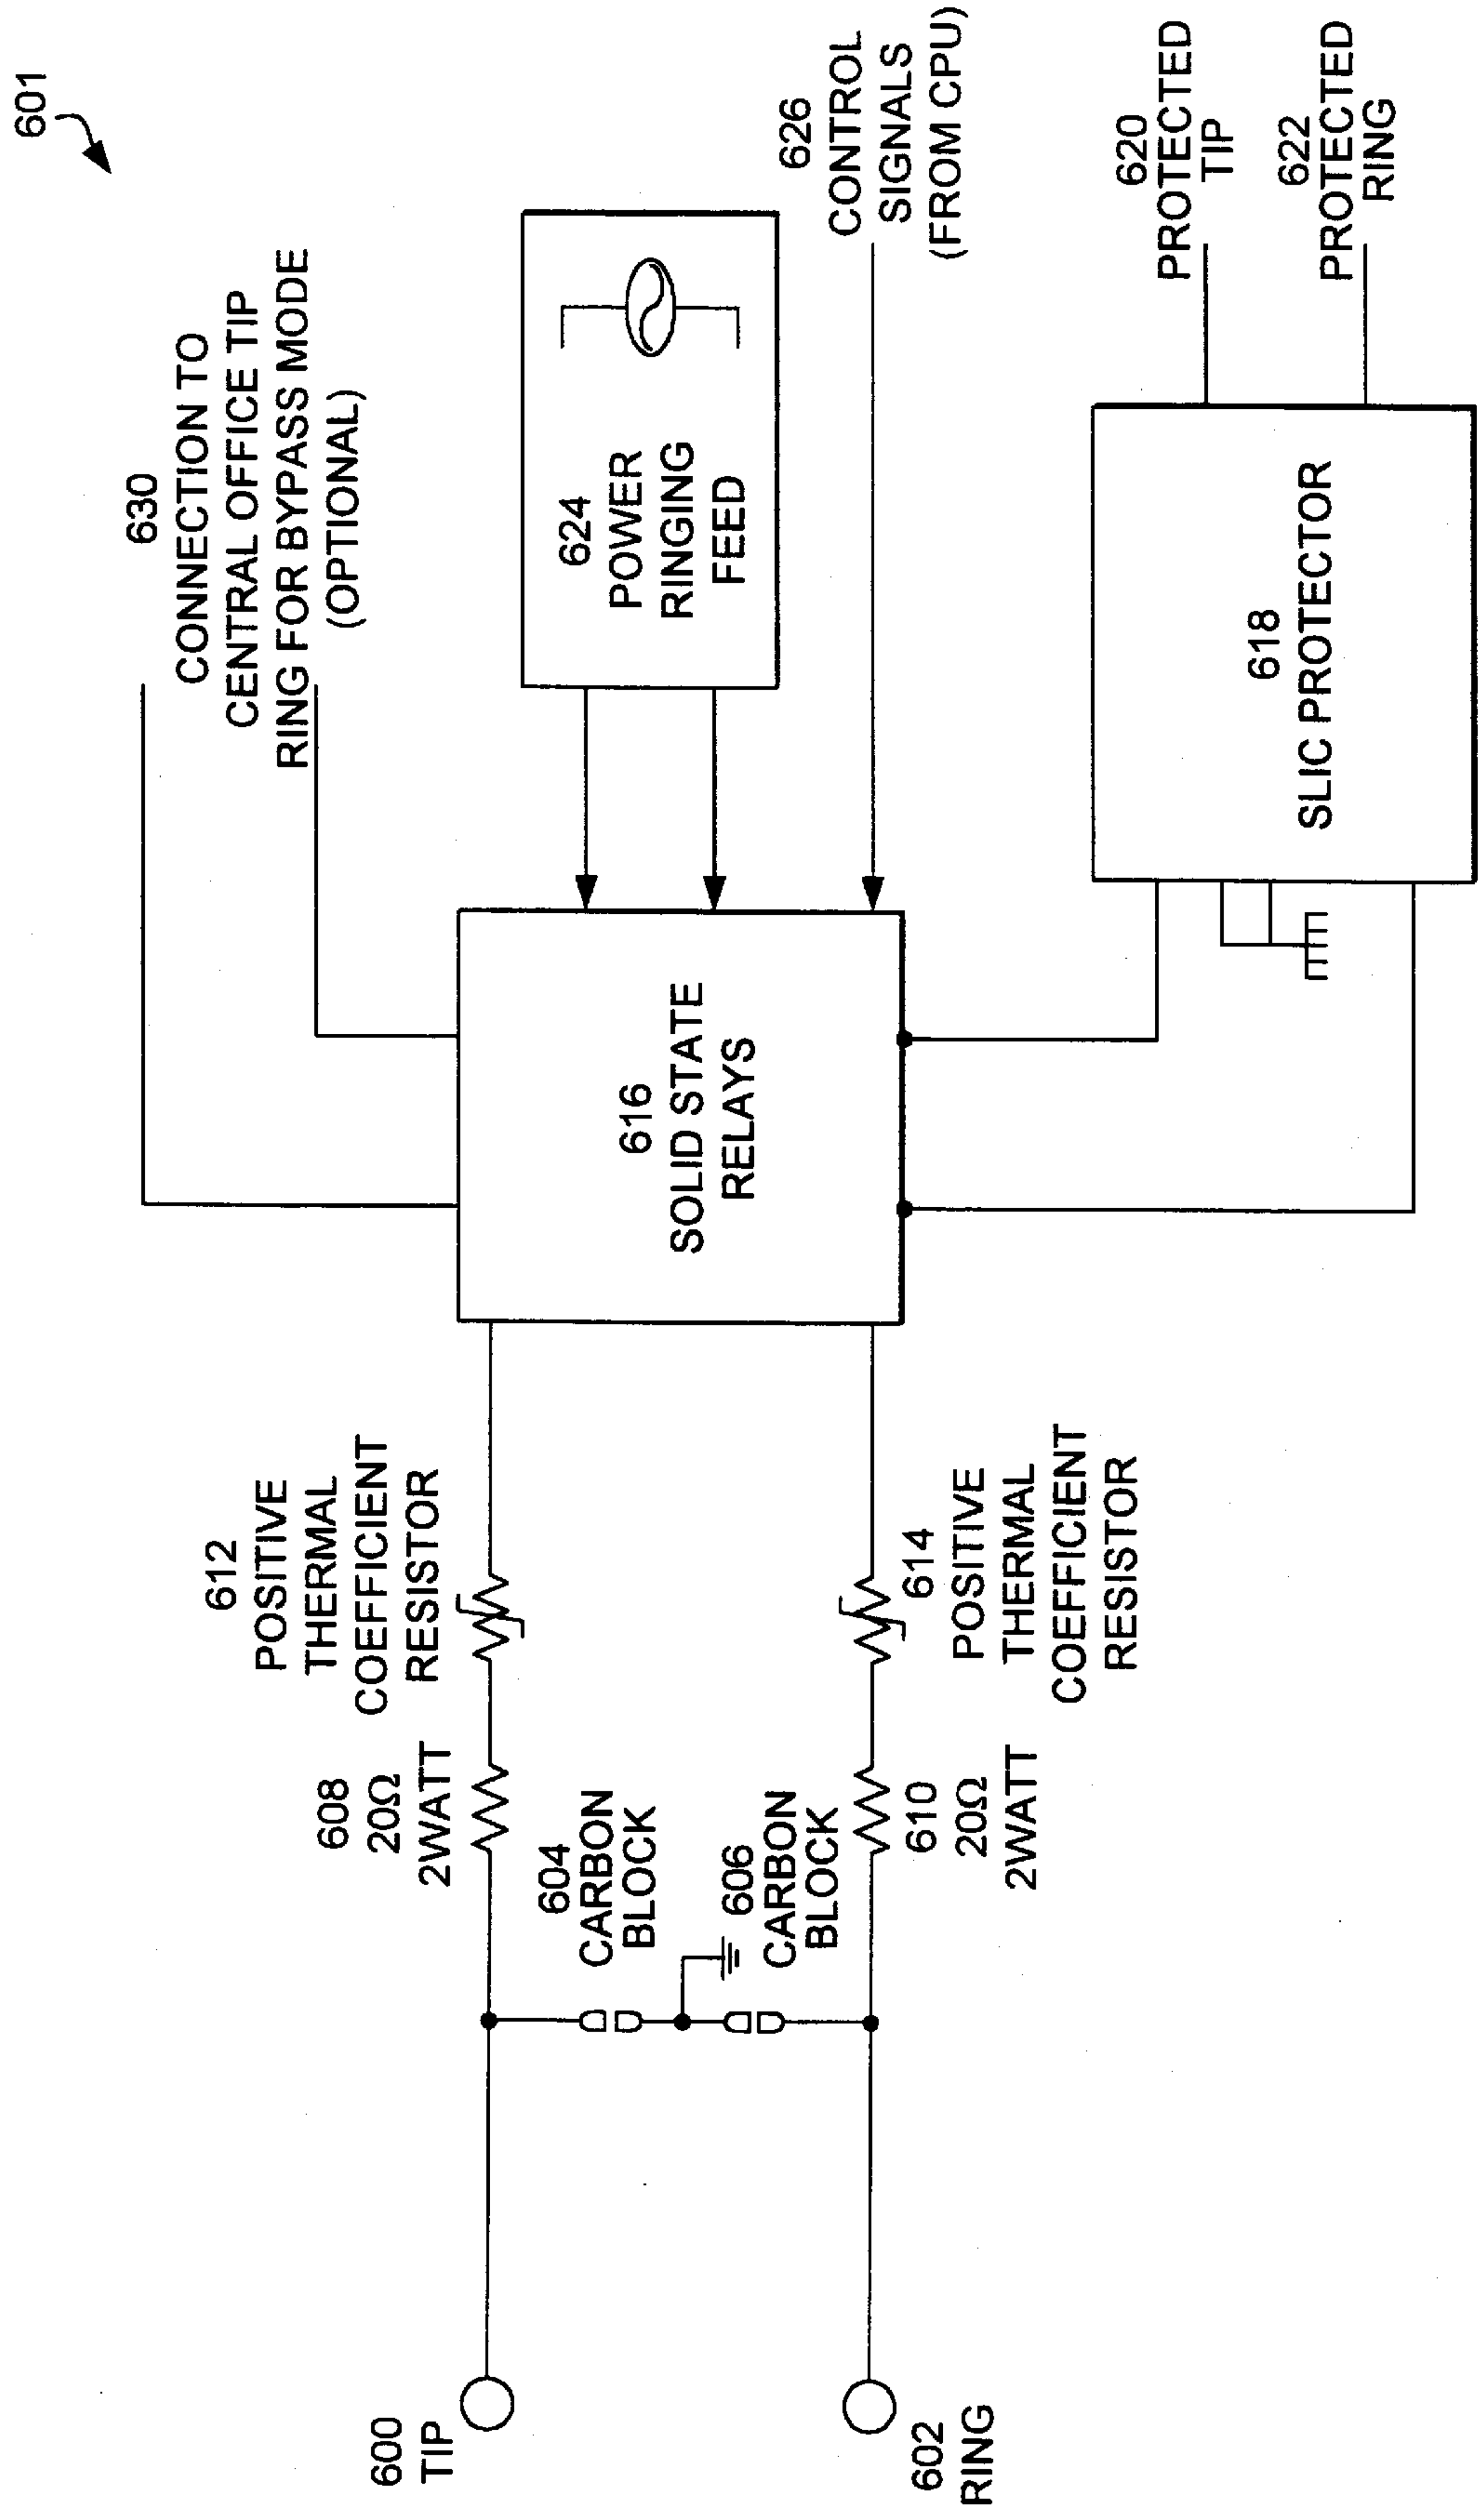 601
630
CONNECTION TO
CENTRAL OFFICE TIP
RING FOR BYPASS MODE
(OPTIONAL)
624
POWER
RINGING
FEED
626
CONTROL
SIGNALS
(FROM CPU)
620
PROTECTED
TIP
622
PROTECTED
RING
618
SLIC PROTECTOR
616
SOLID STATE
RELAYS
612
POSITIVE
THERMAL
COEFFICIENT
RESISTOR
614
POSITIVE
THERMAL
COEFFICIENT
RESISTOR
608
20Ω
2WATT
604
CARBON
BLOCK
606
CARBON
BLOCK
610
20Ω
2WATT
600
TIP
602
RING